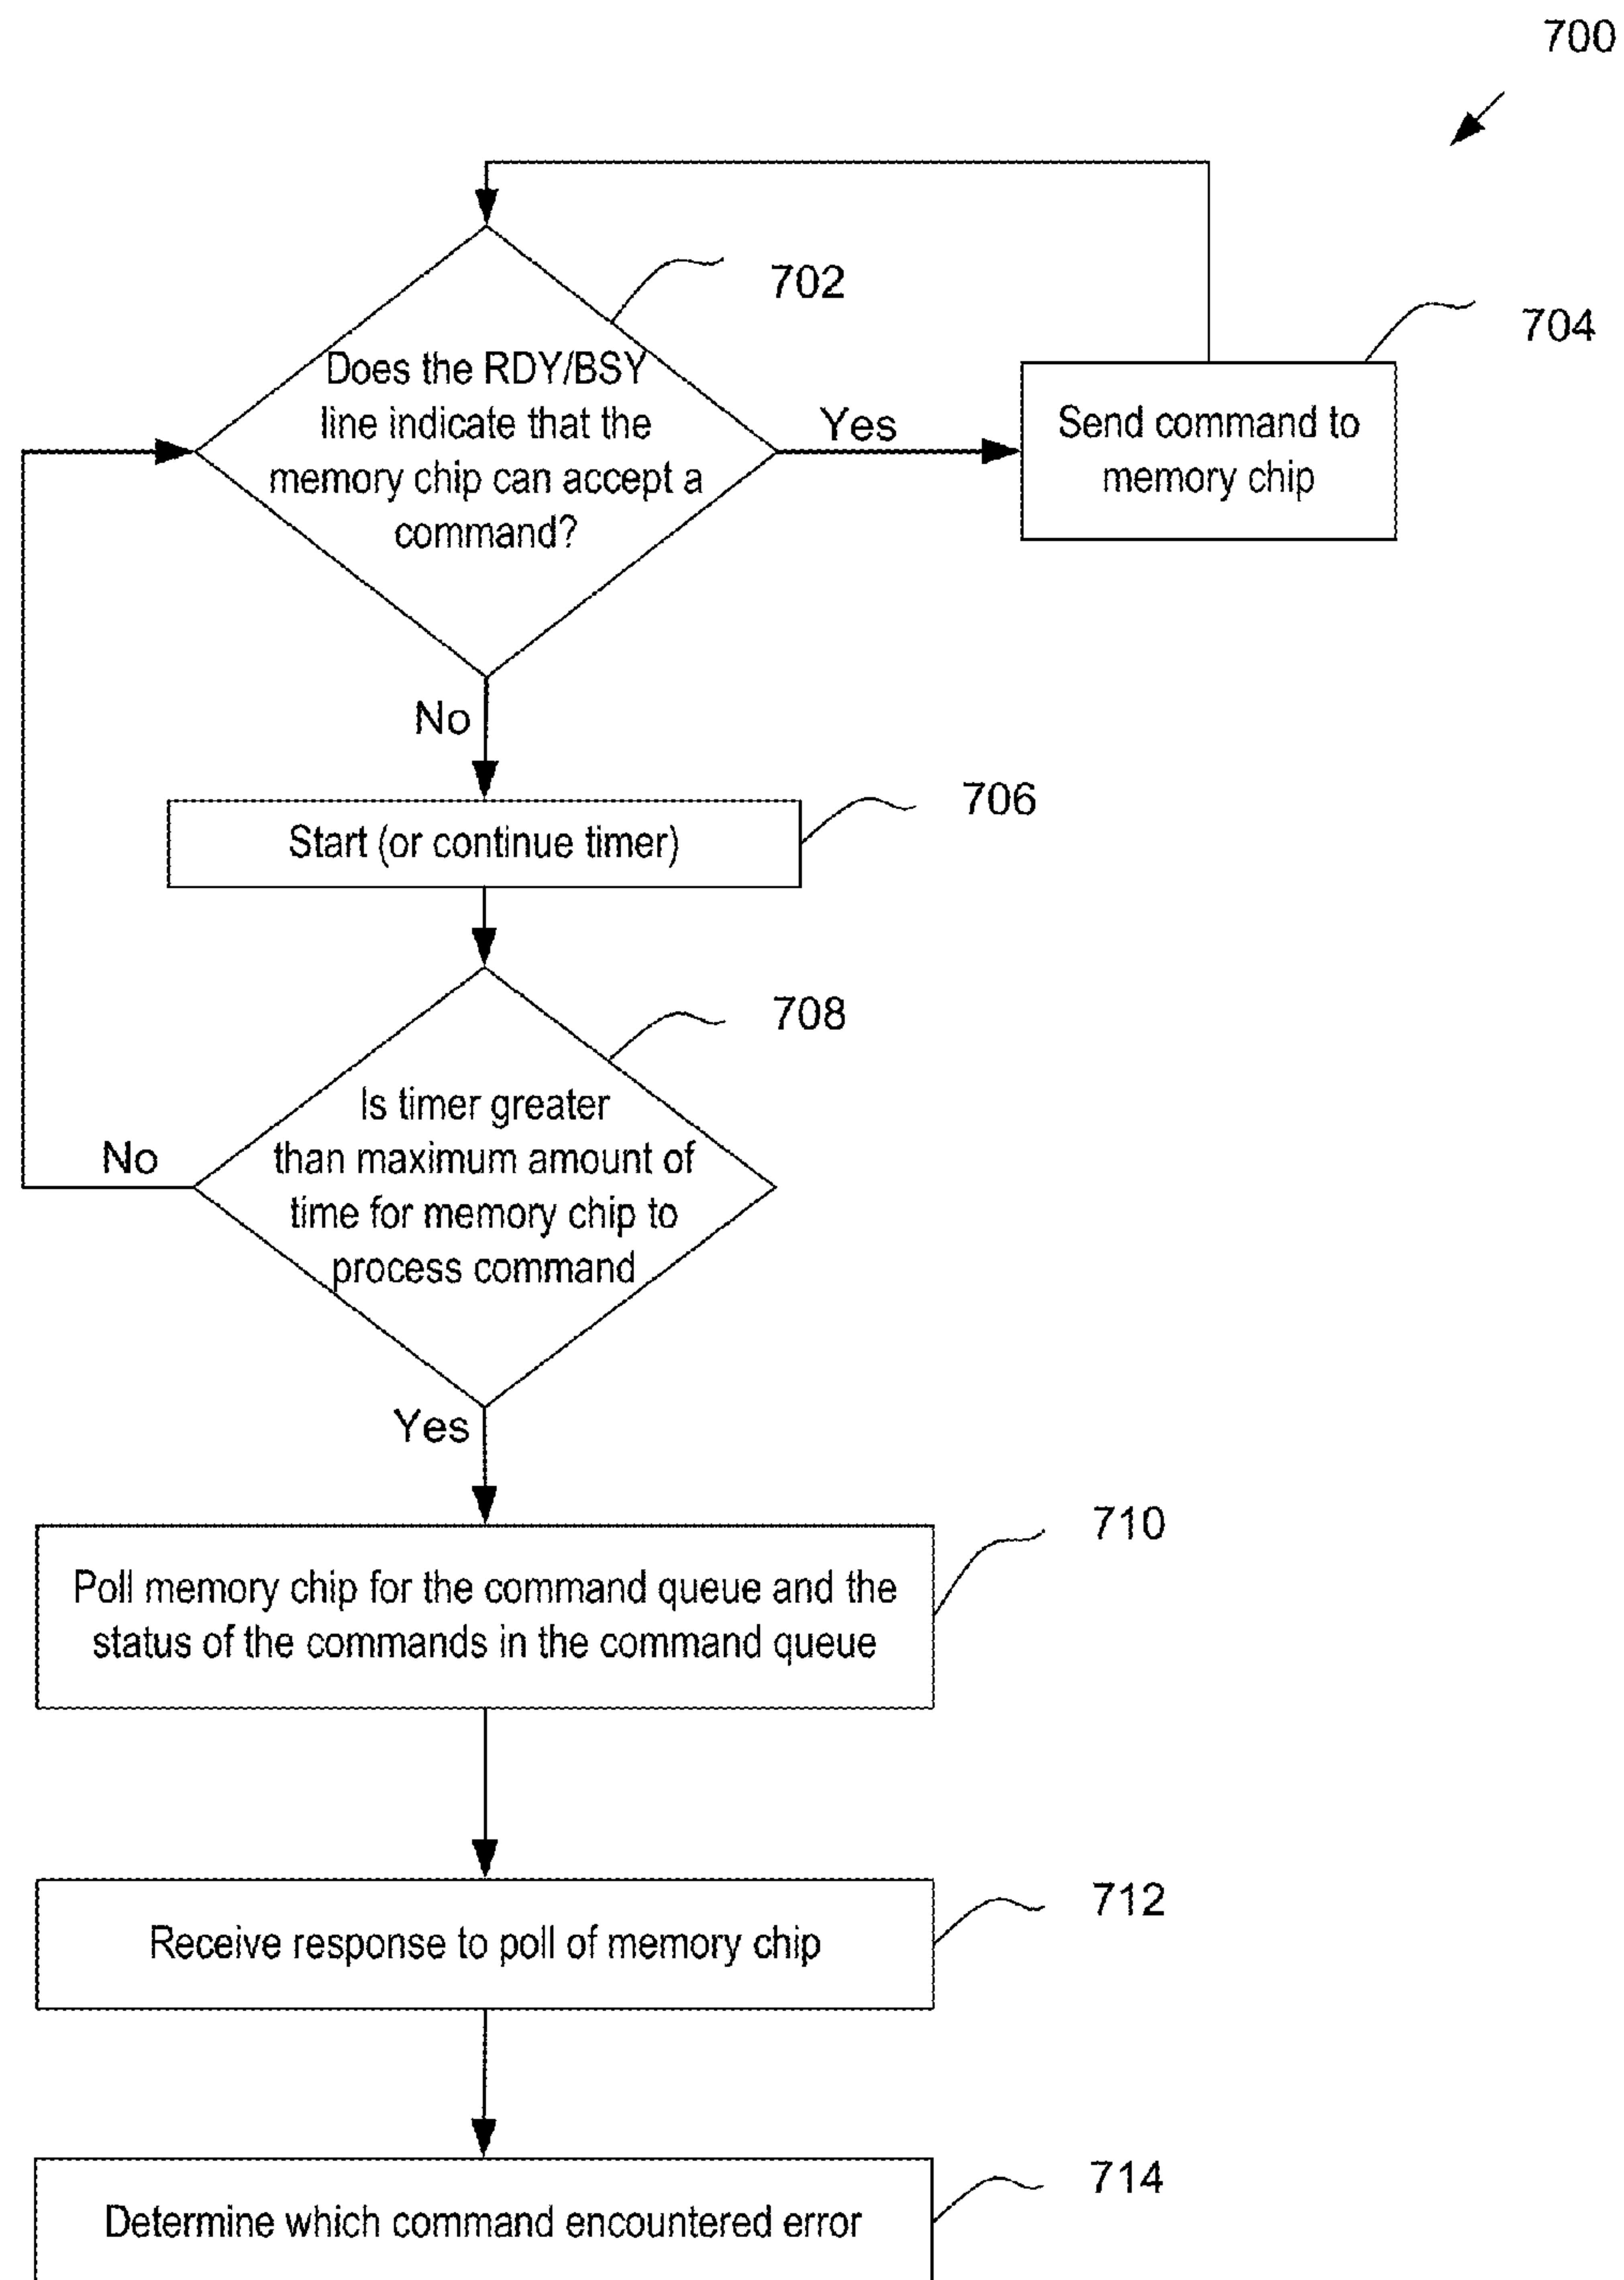 700
702
Does the RDY/BSY
line indicate that the
memory chip can accept a
command?
Yes
704
Send command to
memory chip
No
706
Start (or continue timer)
708
Is timer greater
than maximum amount of
time for memory chip to
process command
No
Yes
710
Poll memory chip for the command queue and the
status of the commands in the command queue
712
Receive response to poll of memory chip
714
Determine which command encountered error